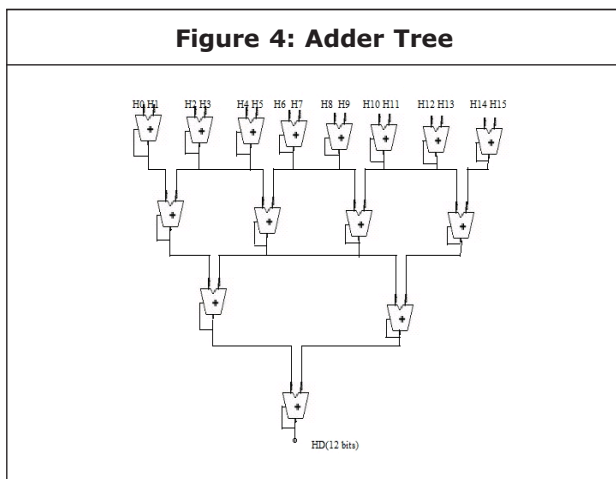 Figure 4: Adder Tree
H0 H1 H2 H3 H4 H5 H6 H7 H8 H9 H10 H11 H12 H13 H14 H15
+ + + + + + + +
+ + + +
+ +
+
HD(12 bits)